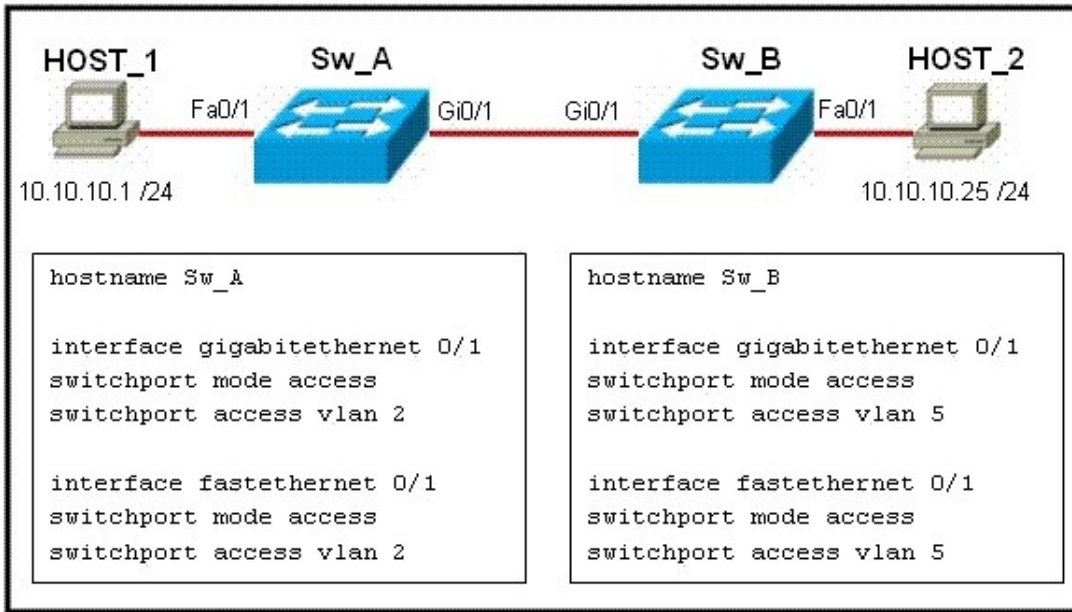 HOST_1
Sw_A
Sw_B
HOST_2
Fa0/1
Gi0/1
Gi0/1
Fa0/1
10.10.10.1 /24
10.10.10.25 /24
hostname Sw_A
interface gigabitethernet 0/1
switchport mode access
switchport access vlan 2
interface fastethernet 0/1
switchport mode access
switchport access vlan 2
hostname Sw_B
interface gigabitethernet 0/1
switchport mode access
switchport access vlan 5
interface fastethernet 0/1
switchport mode access
switchport access vlan 5